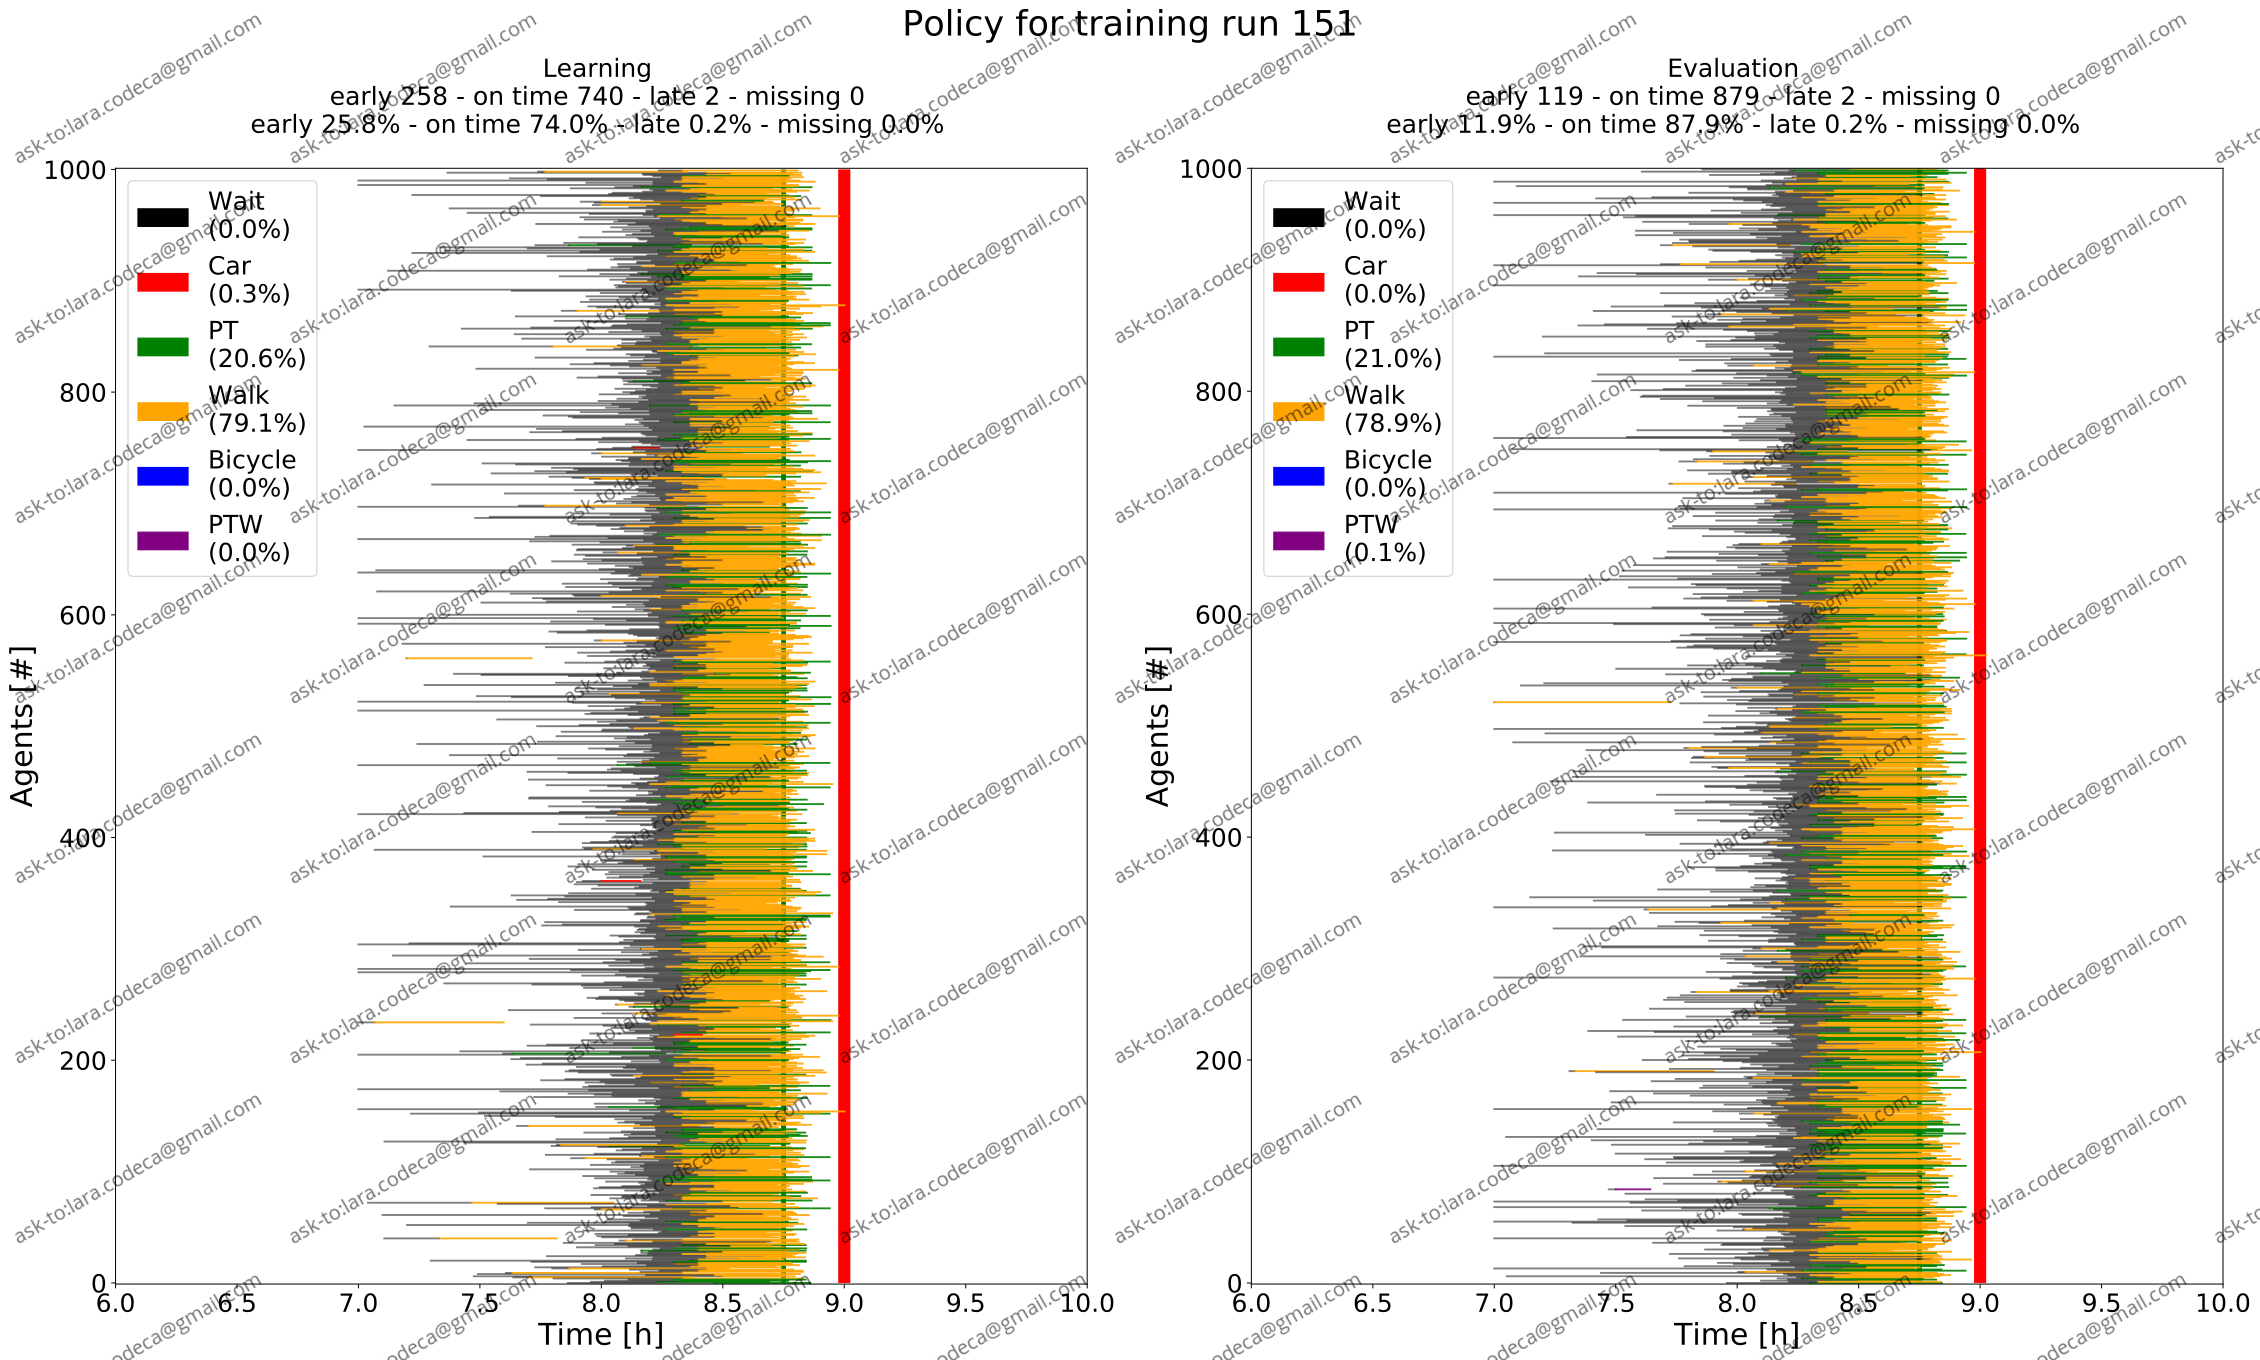 Policy for training run 151
Learning
early 258 - on time 740 - late 2 - missing 0
early 25.8% - on time 74.0% - late 0.2% - missing 0.0%
1000
800
600
400
200
0
Agents [#]
Wait
(0.0%)
Car
(0.3%)
PT
(20.6%)
Walk
(79.1%)
Bicycle
(0.0%)
PTW
(0.0%)
6.0 6.5 7.0 7.5 8.0 8.5 9.0 9.5 10.0
Time [h]
Evaluation
early 119 - on time 879 - late 2 - missing 0
early 11.9% - on time 87.9% - late 0.2% - missing 0.0%
1000
800
600
400
200
0
Agents [#]
Wait
(0.0%)
Car
(0.0%)
PT
(21.0%)
Walk
(78.9%)
Bicycle
(0.0%)
PTW
(0.1%)
6.0 6.5 7.0 7.5 8.0 8.5 9.0 9.5 10.0
Time [h]
ask-to:lara.codeca@gmail.com